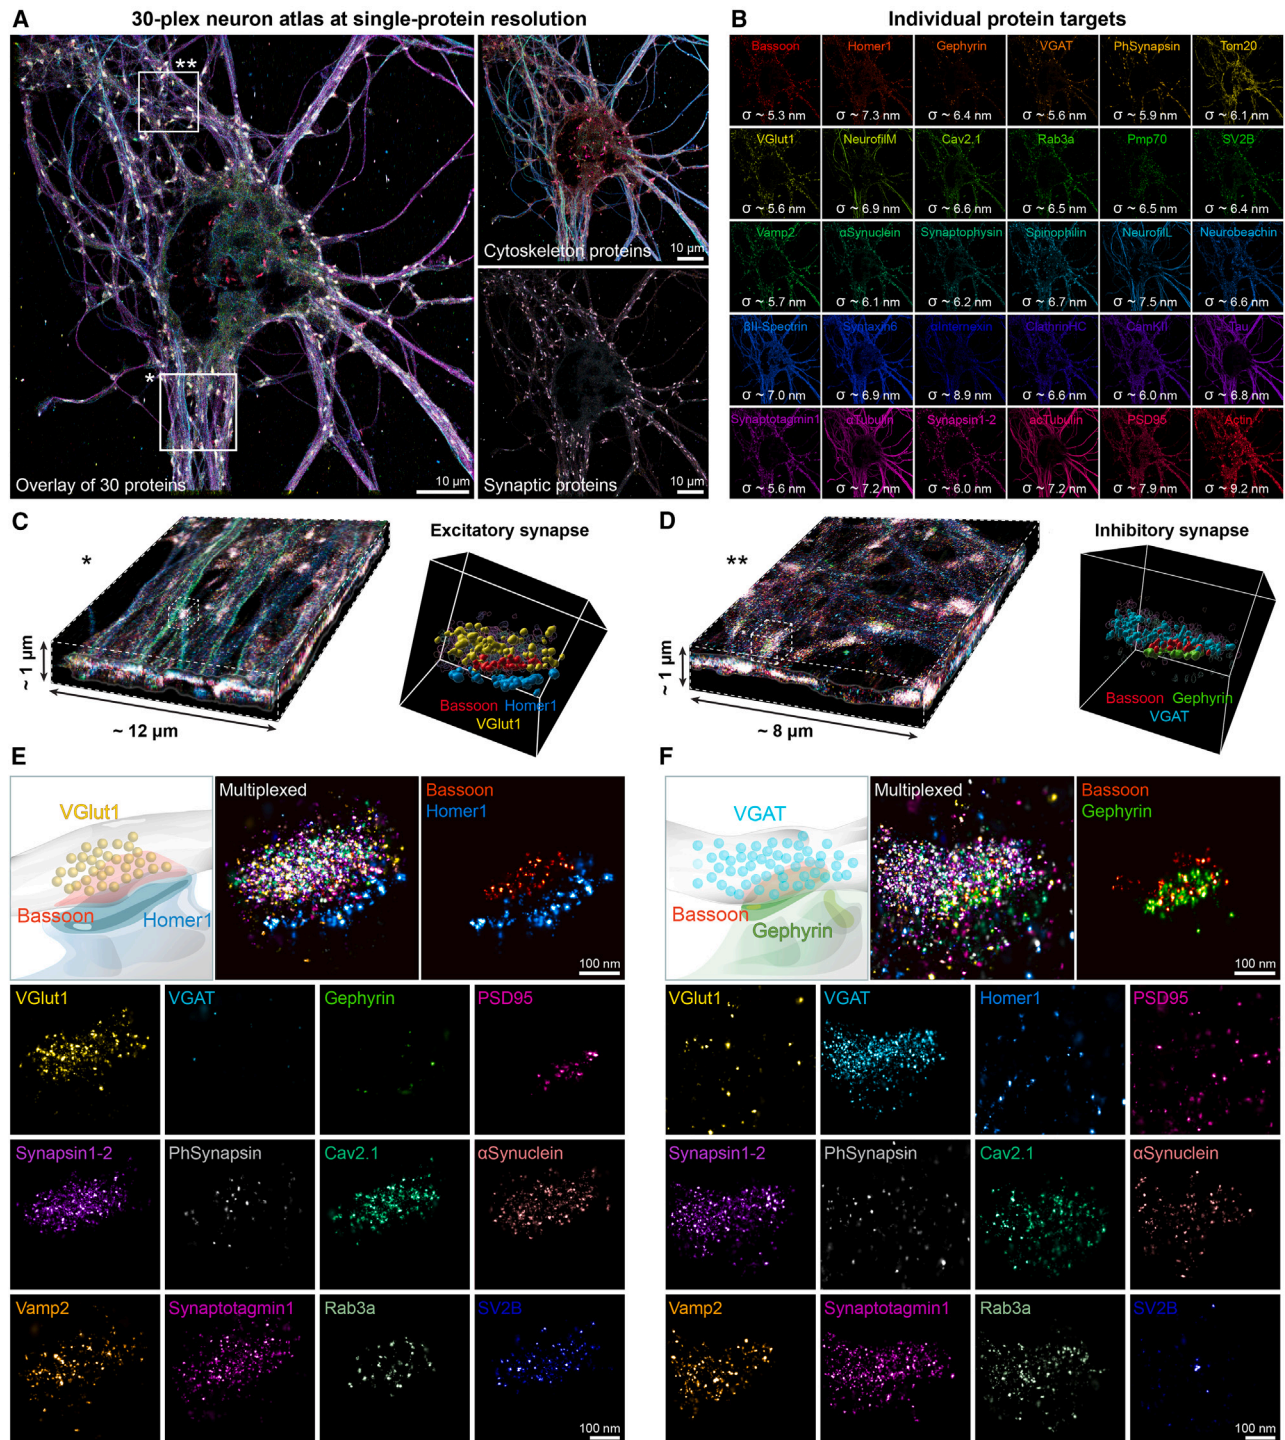 A
30-plex neuron atlas at single-protein resolution
**
*
Overlay of 30 proteins
10 µm
Cytoskeleton proteins
10 µm
Synaptic proteins
10 µm
B
Individual protein targets
Bassoon Homer1 Gephyrin VGAT PhSynapsin Tom20
σ ~ 5.3 nm σ ~ 7.3 nm σ ~ 6.4 nm σ ~ 5.6 nm σ ~ 5.9 nm σ ~ 6.1 nm
VGlut1 NeurofilM Cav2.1 Rab3a Pmp70 SV2B
σ ~ 5.6 nm σ ~ 6.9 nm σ ~ 6.6 nm σ ~ 6.5 nm σ ~ 6.5 nm σ ~ 6.4 nm
Vamp2 αSynuclein Synaptophysin Spinophilin NeurofilL Neurobeachin
σ ~ 5.7 nm σ ~ 6.1 nm σ ~ 6.2 nm σ ~ 6.7 nm σ ~ 7.5 nm σ ~ 6.6 nm
βII-Spectrin Syntaxin6 αInternexin ClathrinHC CamKII Tau
σ ~ 7.0 nm σ ~ 6.9 nm σ ~ 8.9 nm σ ~ 6.6 nm σ ~ 6.0 nm σ ~ 6.8 nm
Synaptotagmin1 αTubulin Synapsin1-2 acTubulin PSD95 Actin
σ ~ 5.6 nm σ ~ 7.2 nm σ ~ 6.0 nm σ ~ 7.2 nm σ ~ 7.9 nm σ ~ 9.2 nm
C
*
~ 1 µm
~ 12 µm
Excitatory synapse
Bassoon Homer1
VGlut1
D
**
~ 1 µm
~ 8 µm
Inhibitory synapse
Bassoon Gephyrin
VGAT
E
VGlut1
Bassoon
Homer1
Multiplexed
Bassoon
Homer1
100 nm
VGlut1 VGAT Gephyrin PSD95
Synapsin1-2 PhSynapsin Cav2.1 αSynuclein
Vamp2 Synaptotagmin1 Rab3a SV2B
100 nm
F
VGAT
Bassoon
Gephyrin
Multiplexed
Bassoon
Gephyrin
100 nm
VGlut1 VGAT Homer1 PSD95
Synapsin1-2 PhSynapsin Cav2.1 αSynuclein
Vamp2 Synaptotagmin1 Rab3a SV2B
100 nm